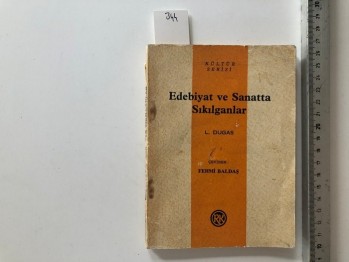 344
KÜLTÜR
SERİSİ
Edebiyat ve Sanatta
Sıkılganlar
L. DUGAS
FEHMİ BALDAŞ